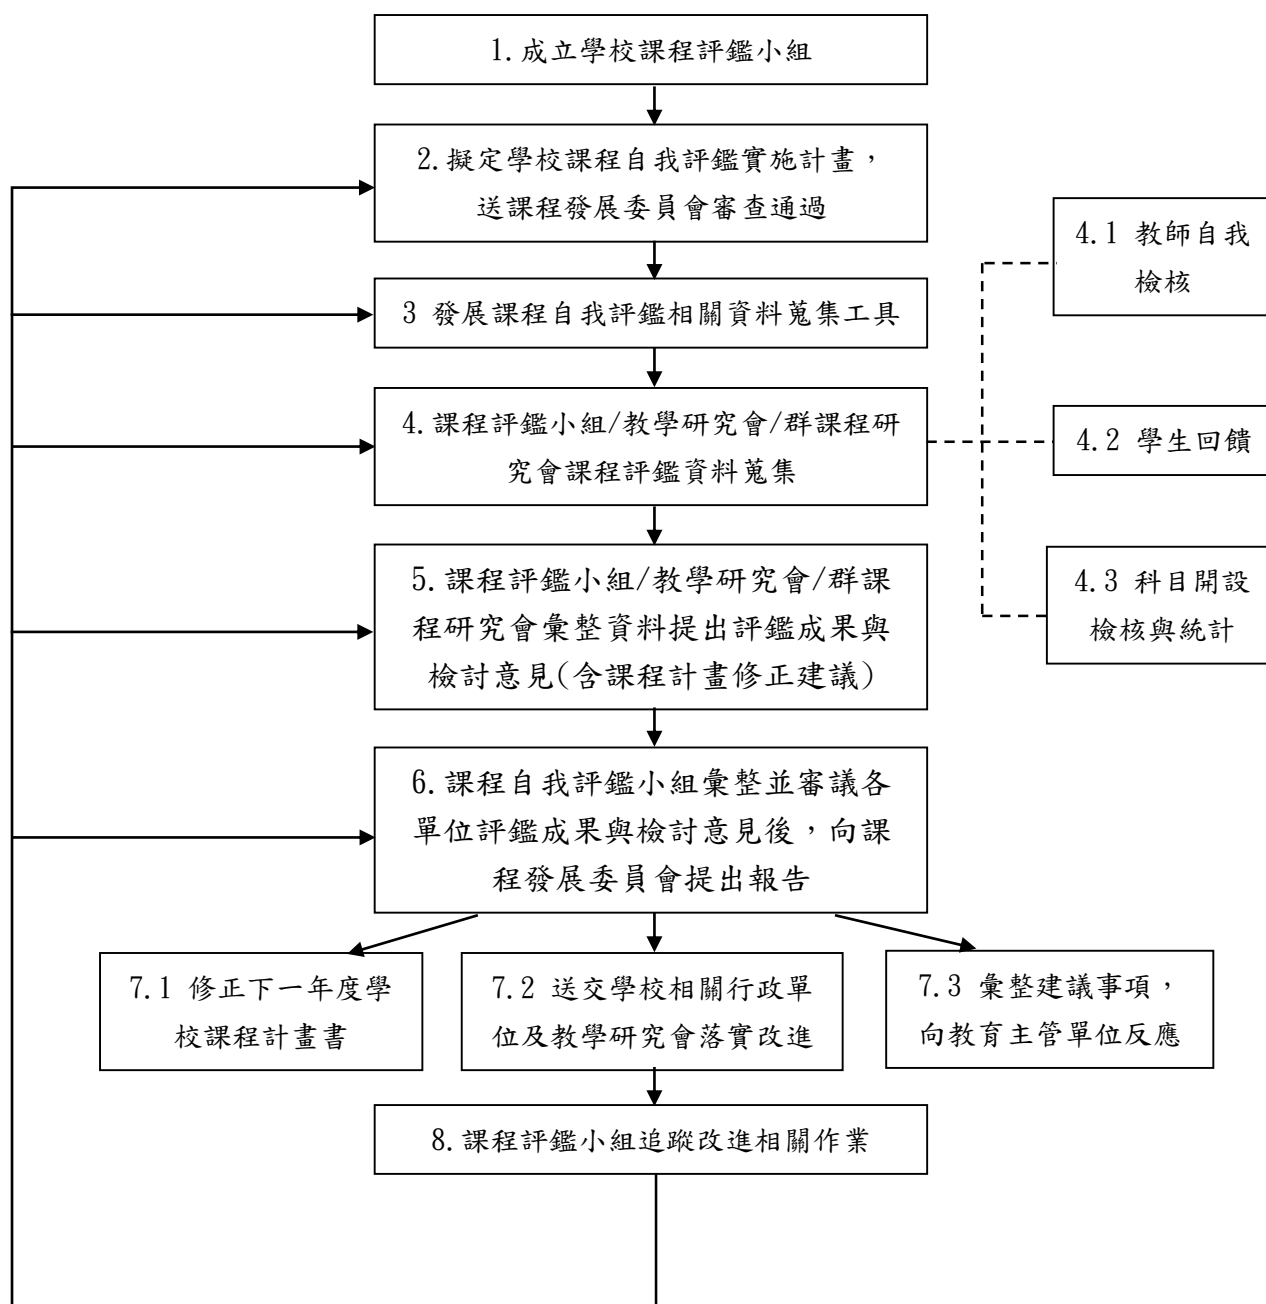 1.成立學校課程評鑑小組
2.擬定學校課程自我評鑑實施計畫，
送課程發展委員會審查通過
3 發展課程自我評鑑相關資料蒐集工具
4.課程評鑑小組/教學研究會/群課程研
究會課程評鑑資料蒐集
4.1 教師自我
檢核
4.2 學生回饋
4.3 科目開設
檢核與統計
5.課程評鑑小組/教學研究會/群課
程研究會彙整資料提出評鑑成果與
檢討意見(含課程計畫修正建議)
6.課程自我評鑑小組彙整並審議各
單位評鑑成果與檢討意見後，向課
程發展委員會提出報告
7.1 修正下一年度學
校課程計畫書
7.2 送交學校相關行政單
位及教學研究會落實改進
7.3 彙整建議事項，
向教育主管單位反應
8.課程評鑑小組追蹤改進相關作業